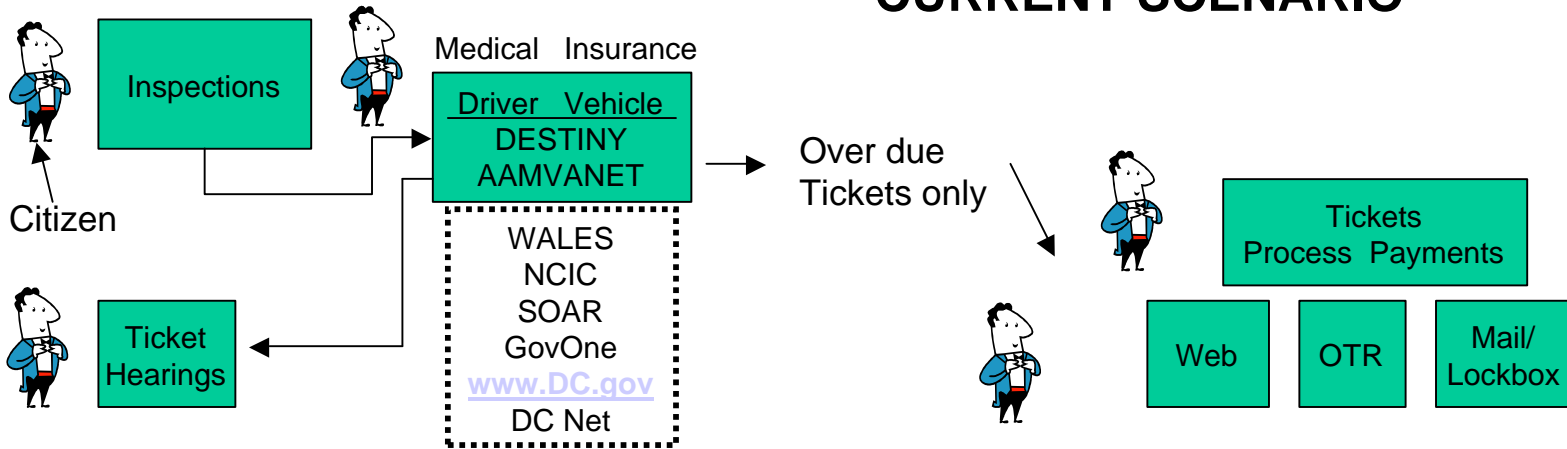 CURRENT SCENARIO
Medical Insurance
Inspections
Driver Vehicle
DESTINY
AAMVANET
Citizen
Over due
Tickets only
WALES
NCIC
SOAR
GovOne
www.DC.gov
DC Net
Ticket
Hearings
Tickets
Process Payments
Web
OTR
Mail/
Lockbox